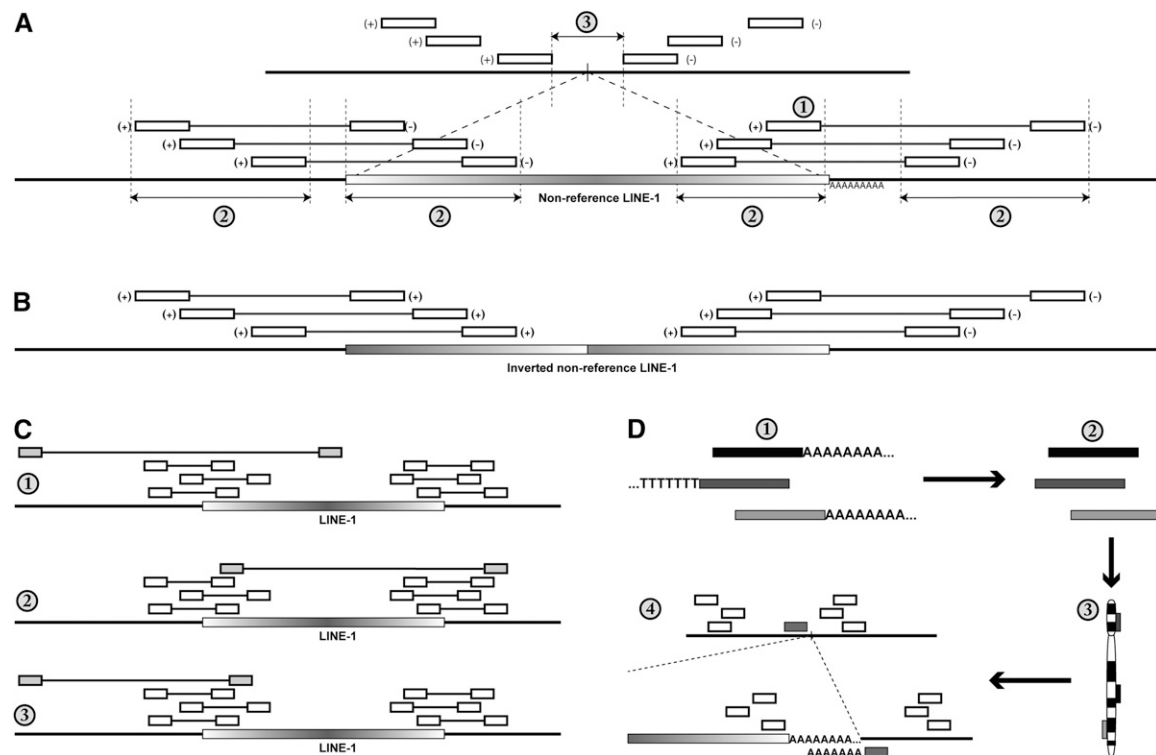 A
3
(+) (-)
(+) (-)
(+) (-)
1
(+) (-) (+) (-)
(+) (-) (+) (-)
(+) (-) (+) (-)
AAAAAAAAA
Non-reference LINE-1
2 2 2 2
B
(+) (+) (+) (-)
(+) (+) (+) (-)
(+) (+) (+) (-)
Inverted non-reference LINE-1
C
1
LINE-1
2
LINE-1
3
LINE-1
D
1
2
AAAAAAAA...
...TTTTTTT
AAAAAAAA...
3
4
AAAAAAAA...
AAAAAAA